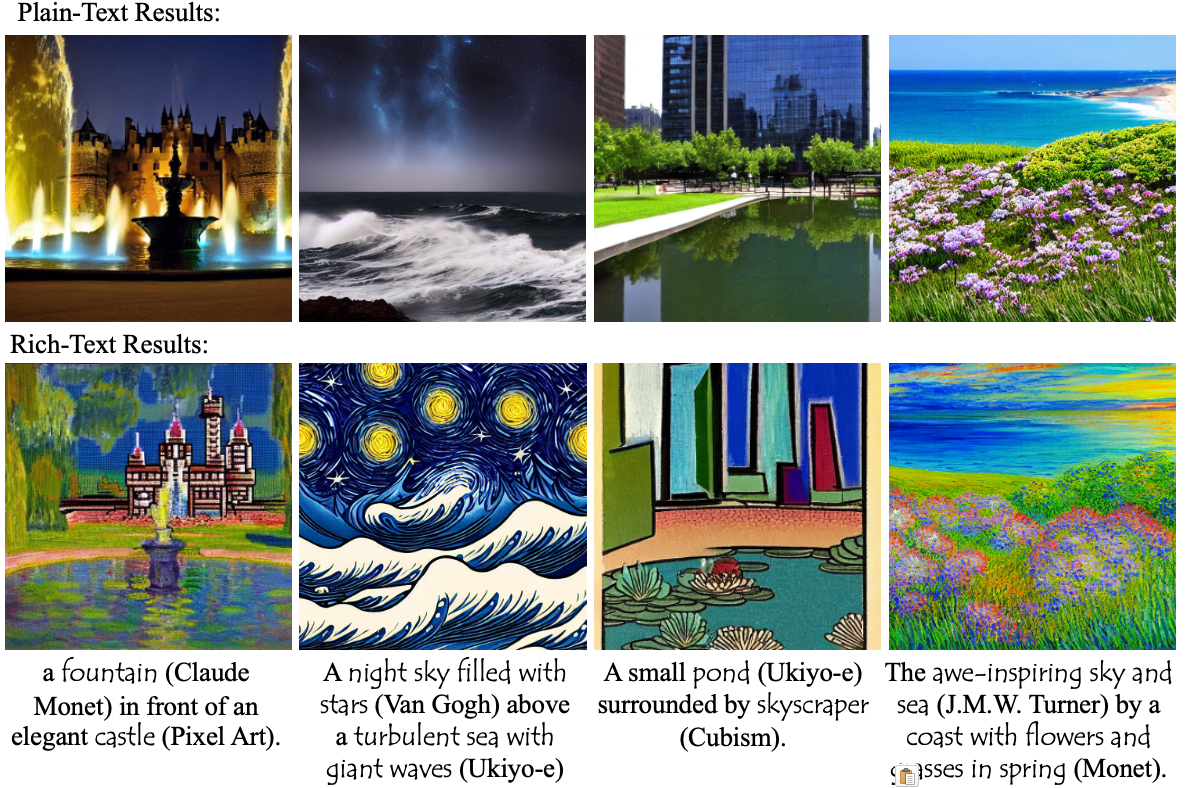 Plain-Text Results:
Rich-Text Results:
a fountain (Claude
Monet) in front of an
elegant castle (Pixel Art).
A night sky filled with
stars (Van Gogh) above
a turbulent sea with
giant waves (Ukiyo-e)
A small pond (Ukiyo-e)
surrounded by skyscraper
(Cubism).
The awe-inspiring sky and
sea (J.M.W. Turner) by a
coast with flowers and
in spring (Monet).